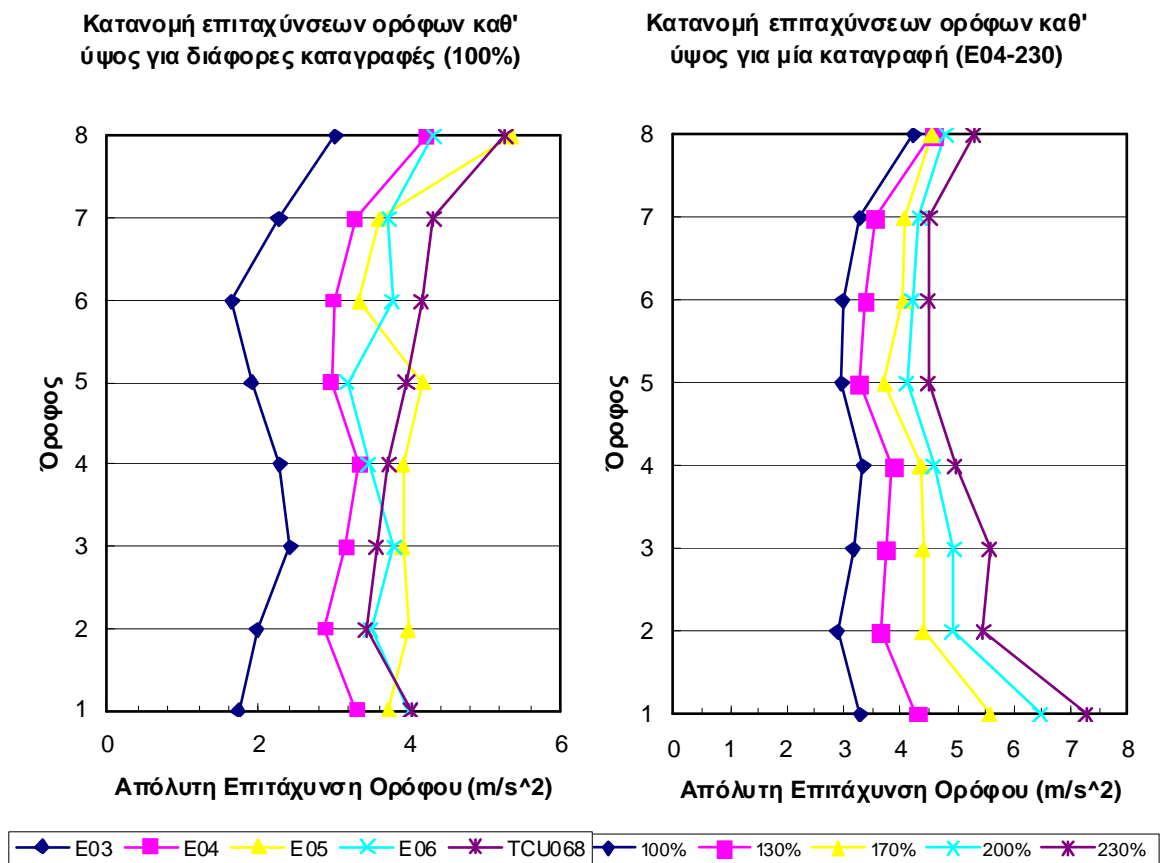 Κατανομή επιταχύνσεων ορόφων καθ'
ύψος για διάφορες καταγραφές (100%)
8
7
6
5
4
3
2
1
Όροφος
0 2 4 6
Απόλυτη Επιτάχυνση Ορόφου (m/s^2)
E03 E04 E05 E06 TCU068
Κατανομή επιταχύνσεων ορόφων καθ'
ύψος για μία καταγραφή (E04-230)
8
7
6
5
4
3
2
1
Όροφος
0 1 2 3 4 5 6 7 8
Απόλυτη Επιτάχυνση Ορόφου (m/s^2)
100% 130% 170% 200% 230%